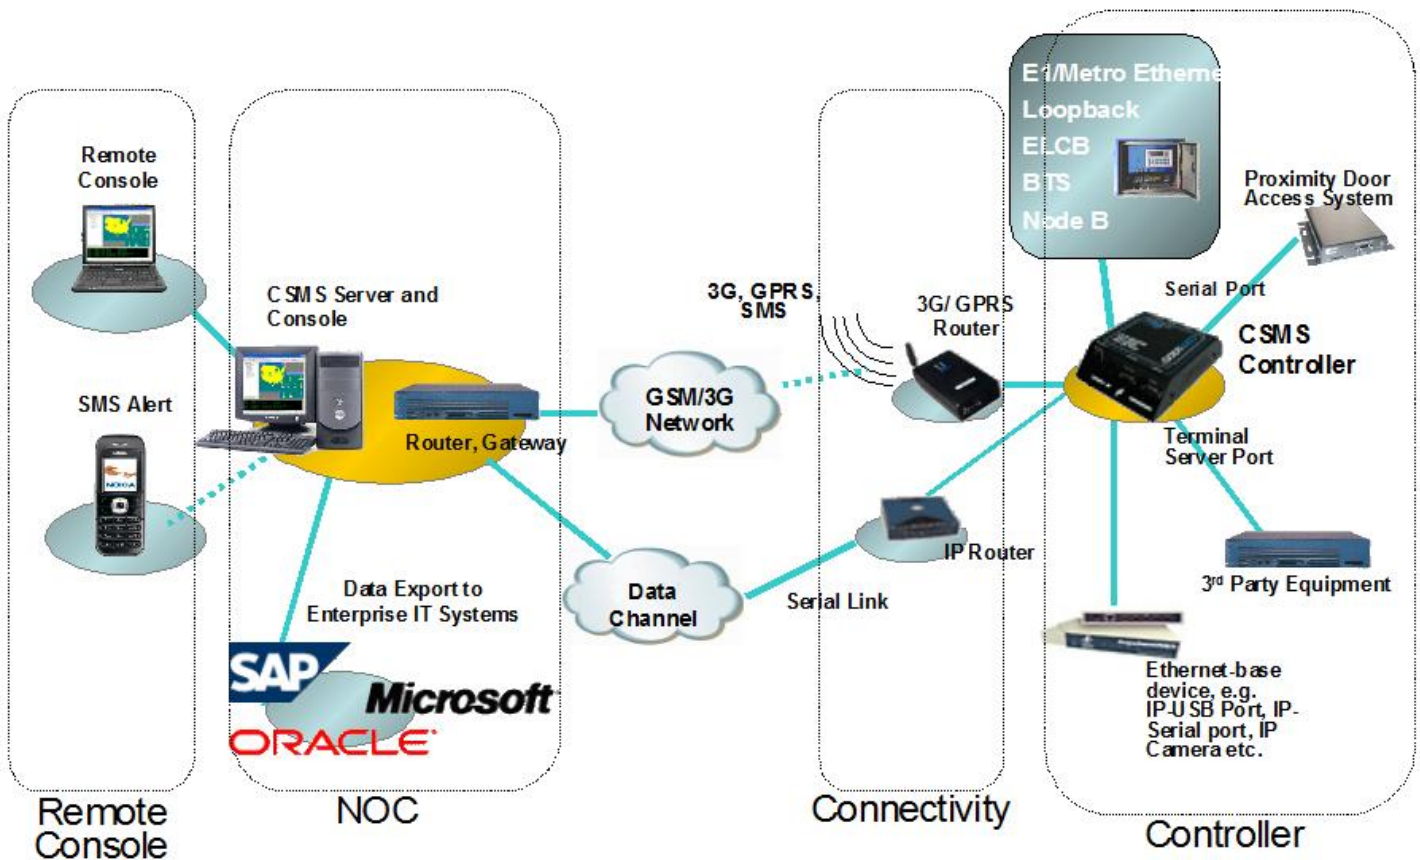 Remote
Console
SMS Alert
Remote
Console
CSMS Server and
Console
Router, Gateway
Data Export to
Enterprise IT Systems
SAP
Microsoft
ORACLE
NOC
GSM/3G
Network
Data
Channel
3G, GPRS,
SMS
3G/ GPRS
Router
IP Router
Serial Link
Connectivity
E1/Metro Etherne
Loopback
ELCB
BTS
Node B
Proximity Door
Access System
Serial Port
CSMS
Controller
Terminal
Server Port
3rd Party Equipment
Ethernet-base
device, e.g.
IP-USB Port, IP-
Serial port, IP
Camera etc.
Controller
NOKIA